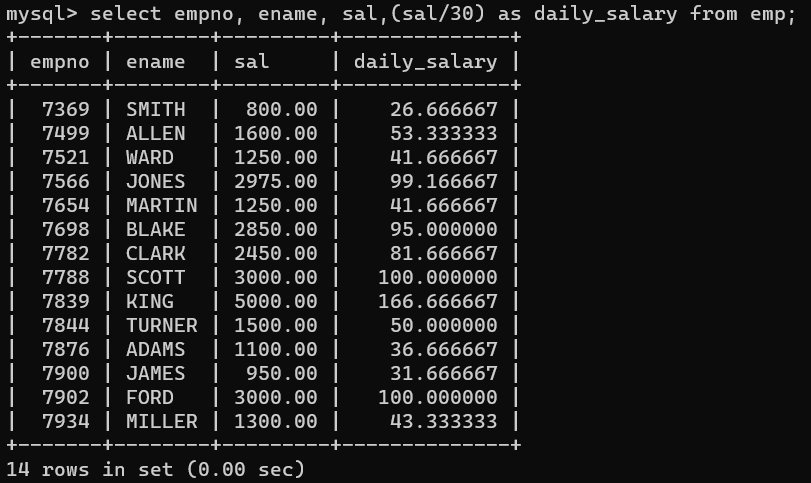 mysql> select empno, ename, sal,(sal/30) as daily_salary from emp;
+-------+--------+---------+--------------+
| empno | ename  | sal     | daily_salary |
+-------+--------+---------+--------------+
|  7369 | SMITH  |  800.00 |    26.666667 |
|  7499 | ALLEN  | 1600.00 |    53.333333 |
|  7521 | WARD   | 1250.00 |    41.666667 |
|  7566 | JONES  | 2975.00 |    99.166667 |
|  7654 | MARTIN | 1250.00 |    41.666667 |
|  7698 | BLAKE  | 2850.00 |    95.000000 |
|  7782 | CLARK  | 2450.00 |    81.666667 |
|  7788 | SCOTT  | 3000.00 |   100.000000 |
|  7839 | KING   | 5000.00 |   166.666667 |
|  7844 | TURNER | 1500.00 |    50.000000 |
|  7876 | ADAMS  | 1100.00 |    36.666667 |
|  7900 | JAMES  |  950.00 |    31.666667 |
|  7902 | FORD   | 3000.00 |   100.000000 |
|  7934 | MILLER | 1300.00 |    43.333333 |
+-------+--------+---------+--------------+
14 rows in set (0.00 sec)